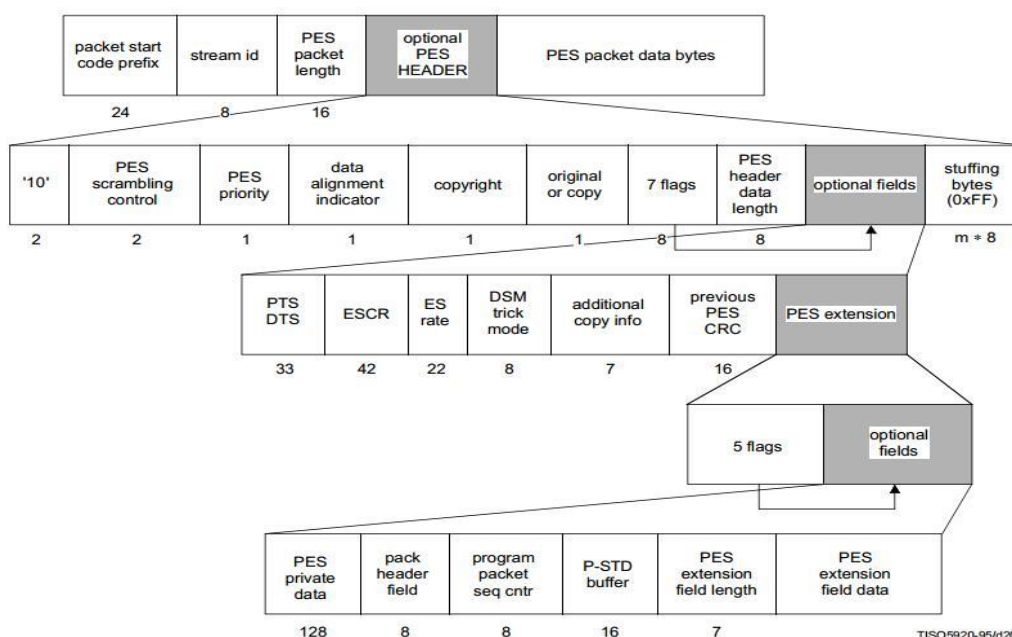 packet start
code prefix
stream id
PES
packet
length
optional
PES
HEADER
PES packet data bytes
24
8
16
'10'
PES
scrambling
control
PES
priority
data
alignment
indicator
copyright
original
or copy
7 flags
PES
header
data
length
optional fields
stuffing
bytes
(0xFF)
2
2
1
1
1
1
8
8
m * 8
PTS
DTS
ESCR
ES
rate
DSM
trick
mode
additional
copy info
previous
PES
CRC
PES extension
33
42
22
8
7
16
5 flags
optional
fields
PES
private
data
pack
header
field
program
packet
seq cntr
P-STD
buffer
PES
extension
field length
PES
extension
field data
128
8
8
16
7